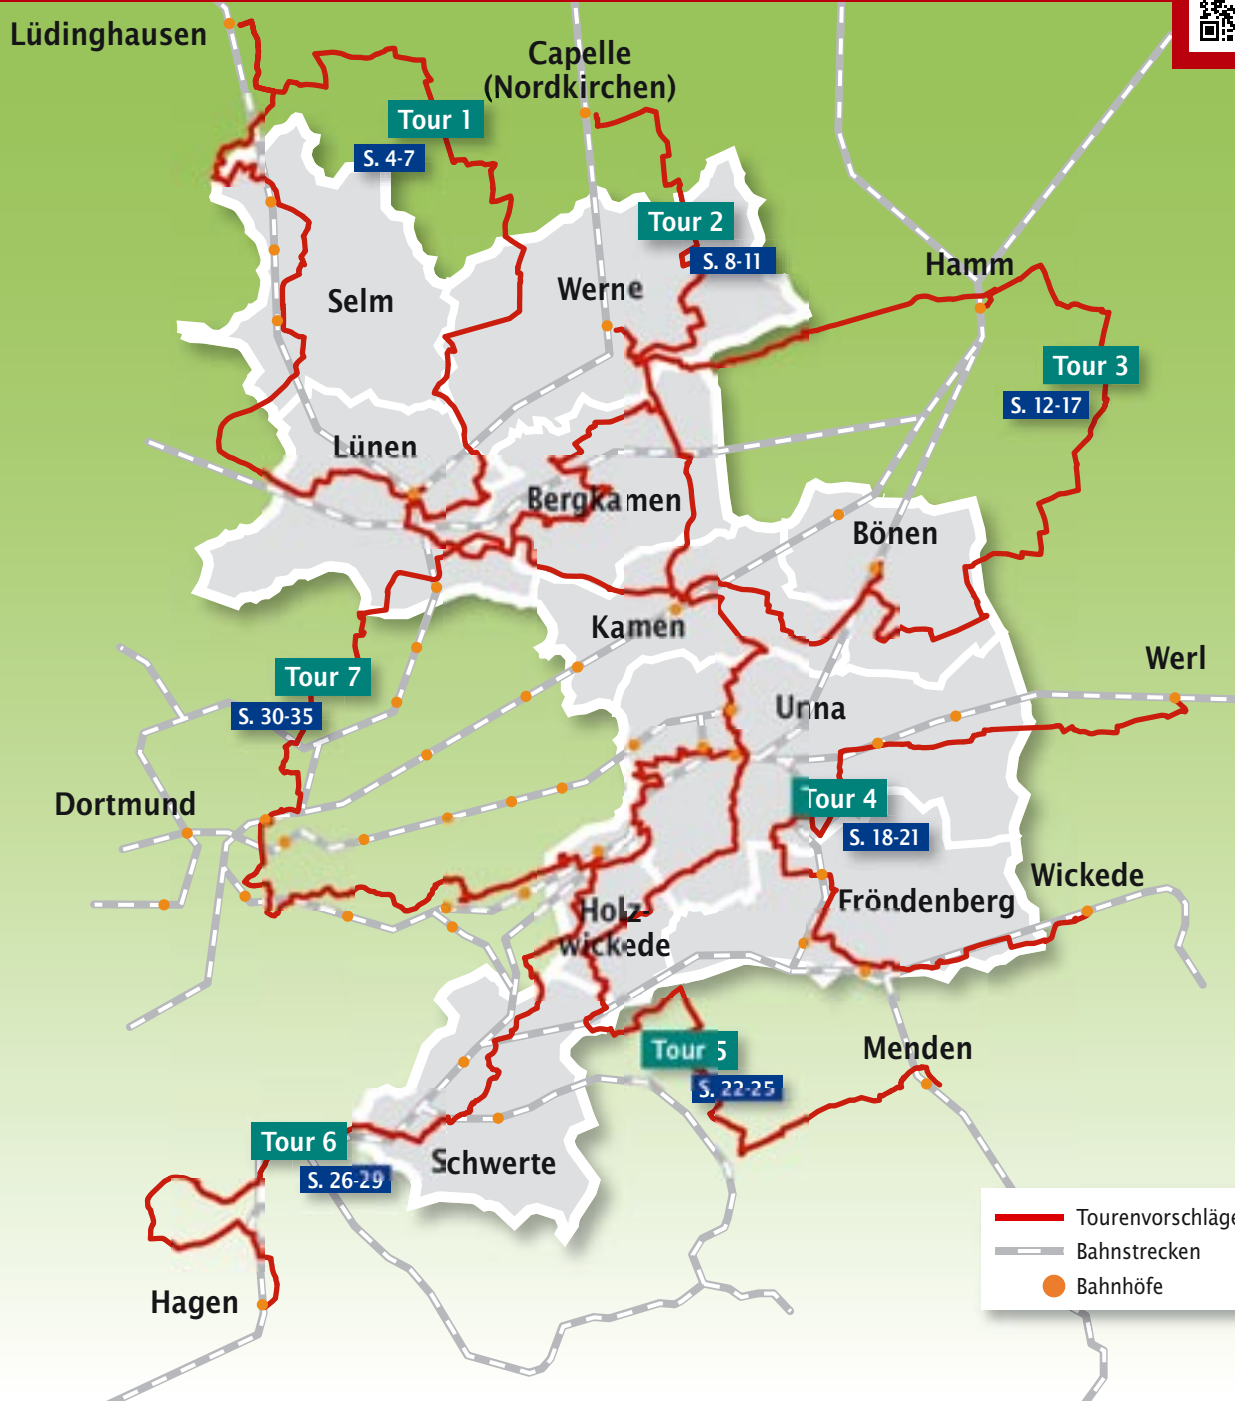 Lüdinghausen
Capelle
(Nordkirchen)
Tour 1
S. 4-7
Tour 2
S. 8-11
Hamm
Werne
Selm
Tour 3
S. 12-17
Lünen
Bergkamen
Bönen
Kamen
Werl
Tour 7
S. 30-35
Unna
Dortmund
Tour 4
S. 18-21
Wickede
Fröndenberg
Holz-
wickede
Tour 5
S. 22-25
Menden
Tour 6
S. 26-29
Schwerte
Hagen
Tourenvorschläge
Bahnstrecken
Bahnhöfe